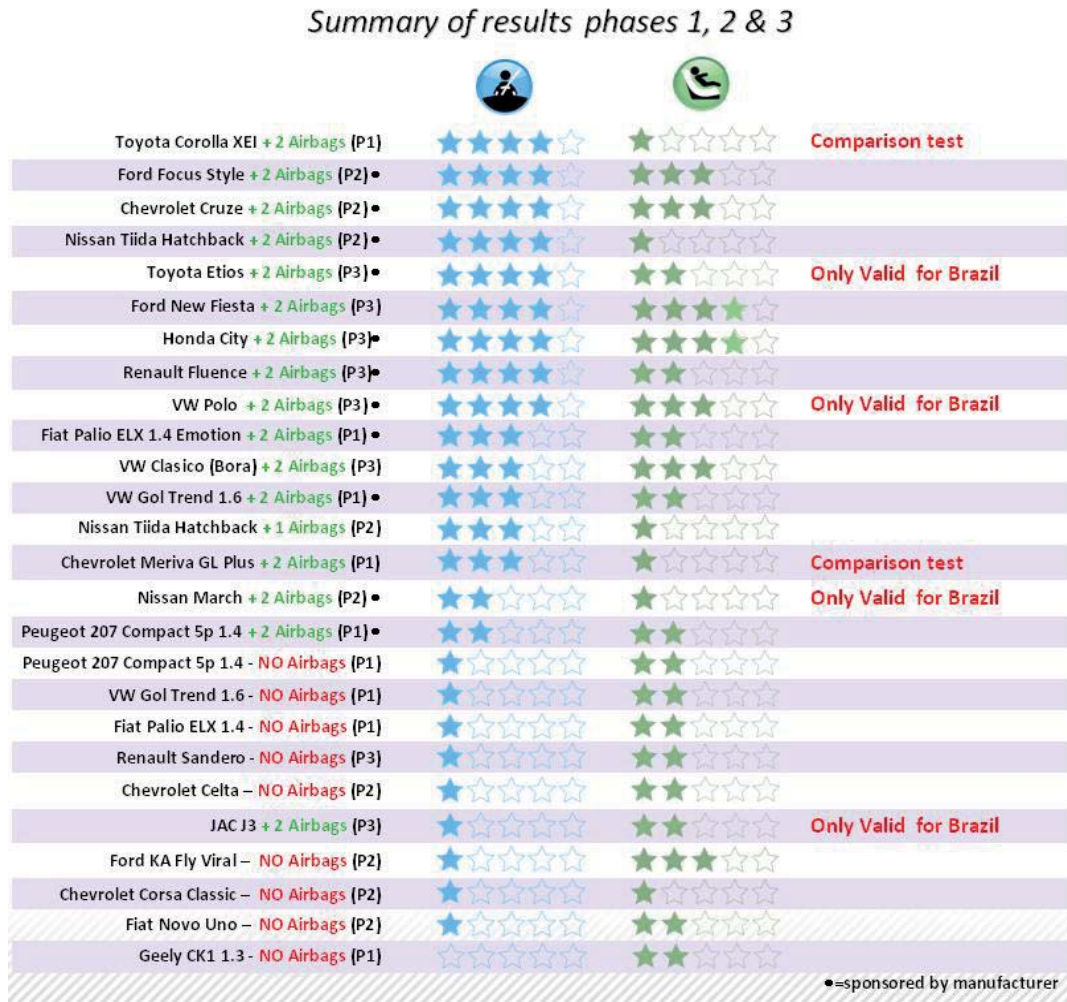 Summary of results phases 1, 2 & 3
Toyota Corolla XEI + 2 Airbags (P1) Comparison test
Ford Focus Style + 2 Airbags (P2) •
Chevrolet Cruze + 2 Airbags (P2) •
Nissan Tiida Hatchback + 2 Airbags (P2) •
Toyota Etios + 2 Airbags (P3) • Only Valid for Brazil
Ford New Fiesta + 2 Airbags (P3)
Honda City + 2 Airbags (P3)•
Renault Fluence + 2 Airbags (P3)•
VW Polo + 2 Airbags (P3) • Only Valid for Brazil
Fiat Palio ELX 1.4 Emotion + 2 Airbags (P1) •
VW Clasico (Bora) + 2 Airbags (P3)
VW Gol Trend 1.6 + 2 Airbags (P1) •
Nissan Tiida Hatchback + 1 Airbags (P2)
Chevrolet Meriva GL Plus + 2 Airbags (P1) Comparison test
Nissan March + 2 Airbags (P2) • Only Valid for Brazil
Peugeot 207 Compact 5p 1.4 + 2 Airbags (P1) •
Peugeot 207 Compact 5p 1.4 - NO Airbags (P1)
VW Gol Trend 1.6 - NO Airbags (P1)
Fiat Palio ELX 1.4 - NO Airbags (P1)
Renault Sandero - NO Airbags (P3)
Chevrolet Celta – NO Airbags (P2)
JAC J3 + 2 Airbags (P3) Only Valid for Brazil
Ford KA Fly Viral – NO Airbags (P2)
Chevrolet Corsa Classic – NO Airbags (P2)
Fiat Novo Uno – NO Airbags (P2)
Geely CK1 1.3 - NO Airbags (P1)
•=sponsored by manufacturer